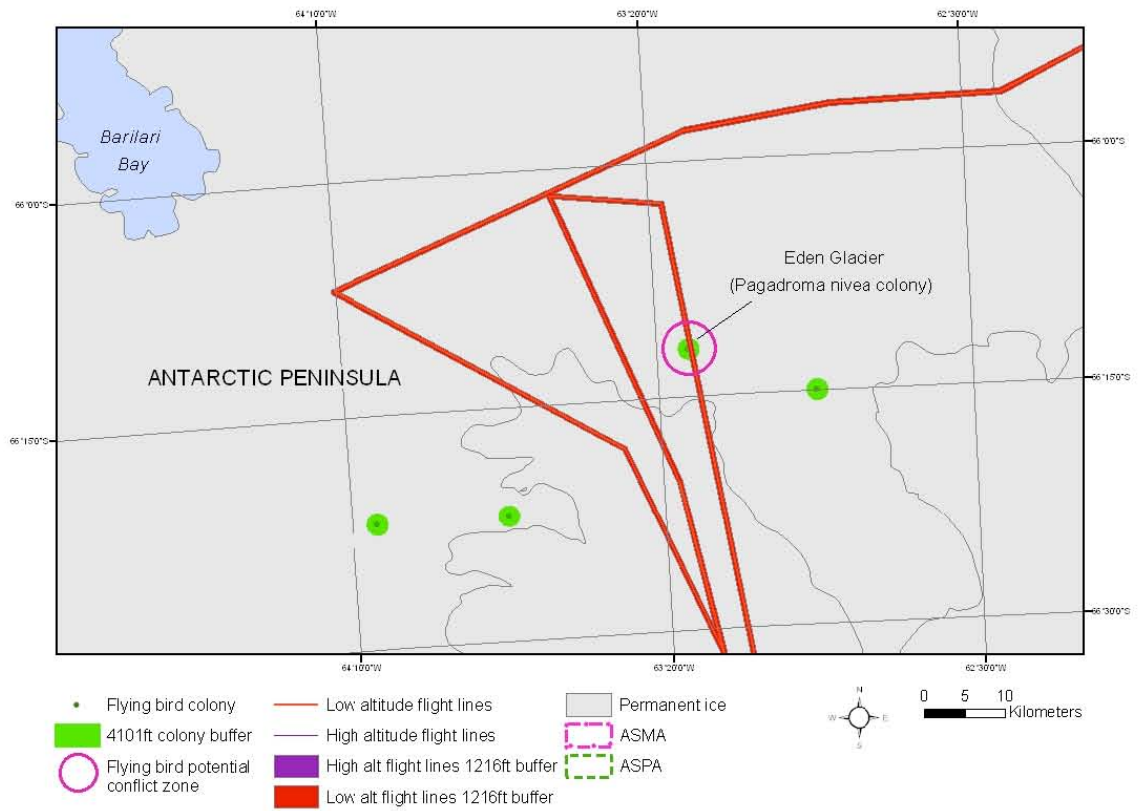 64°10'0"W
63°20'0"W
62°30'0"W
Barilari
Bay
66°0'0"S
66°0'0"S
Eden Glacier
(Pagadroma nivea colony)
ANTARCTIC PENINSULA
66°15'0"S
66°15'0"S
66°30'0"S
64°10'0"W
63°20'0"W
62°30'0"W
Flying bird colony
4101ft colony buffer
Flying bird potential
conflict zone
Low altitude flight lines
High altitude flight lines
High alt flight lines 1216ft buffer
Low alt flight lines 1216ft buffer
Permanent ice
ASMA
ASPA
N
W
E
S
0 5 10
Kilometers